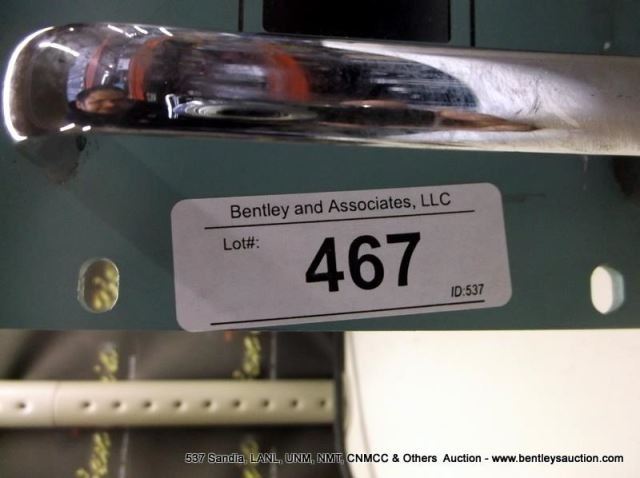 Bentley and Associates, LLC
Lot#:
467
ID:537
537 Sandia, LANL, UNM, NMT, CNMCC & Others Auction - www.bentleysauction.com